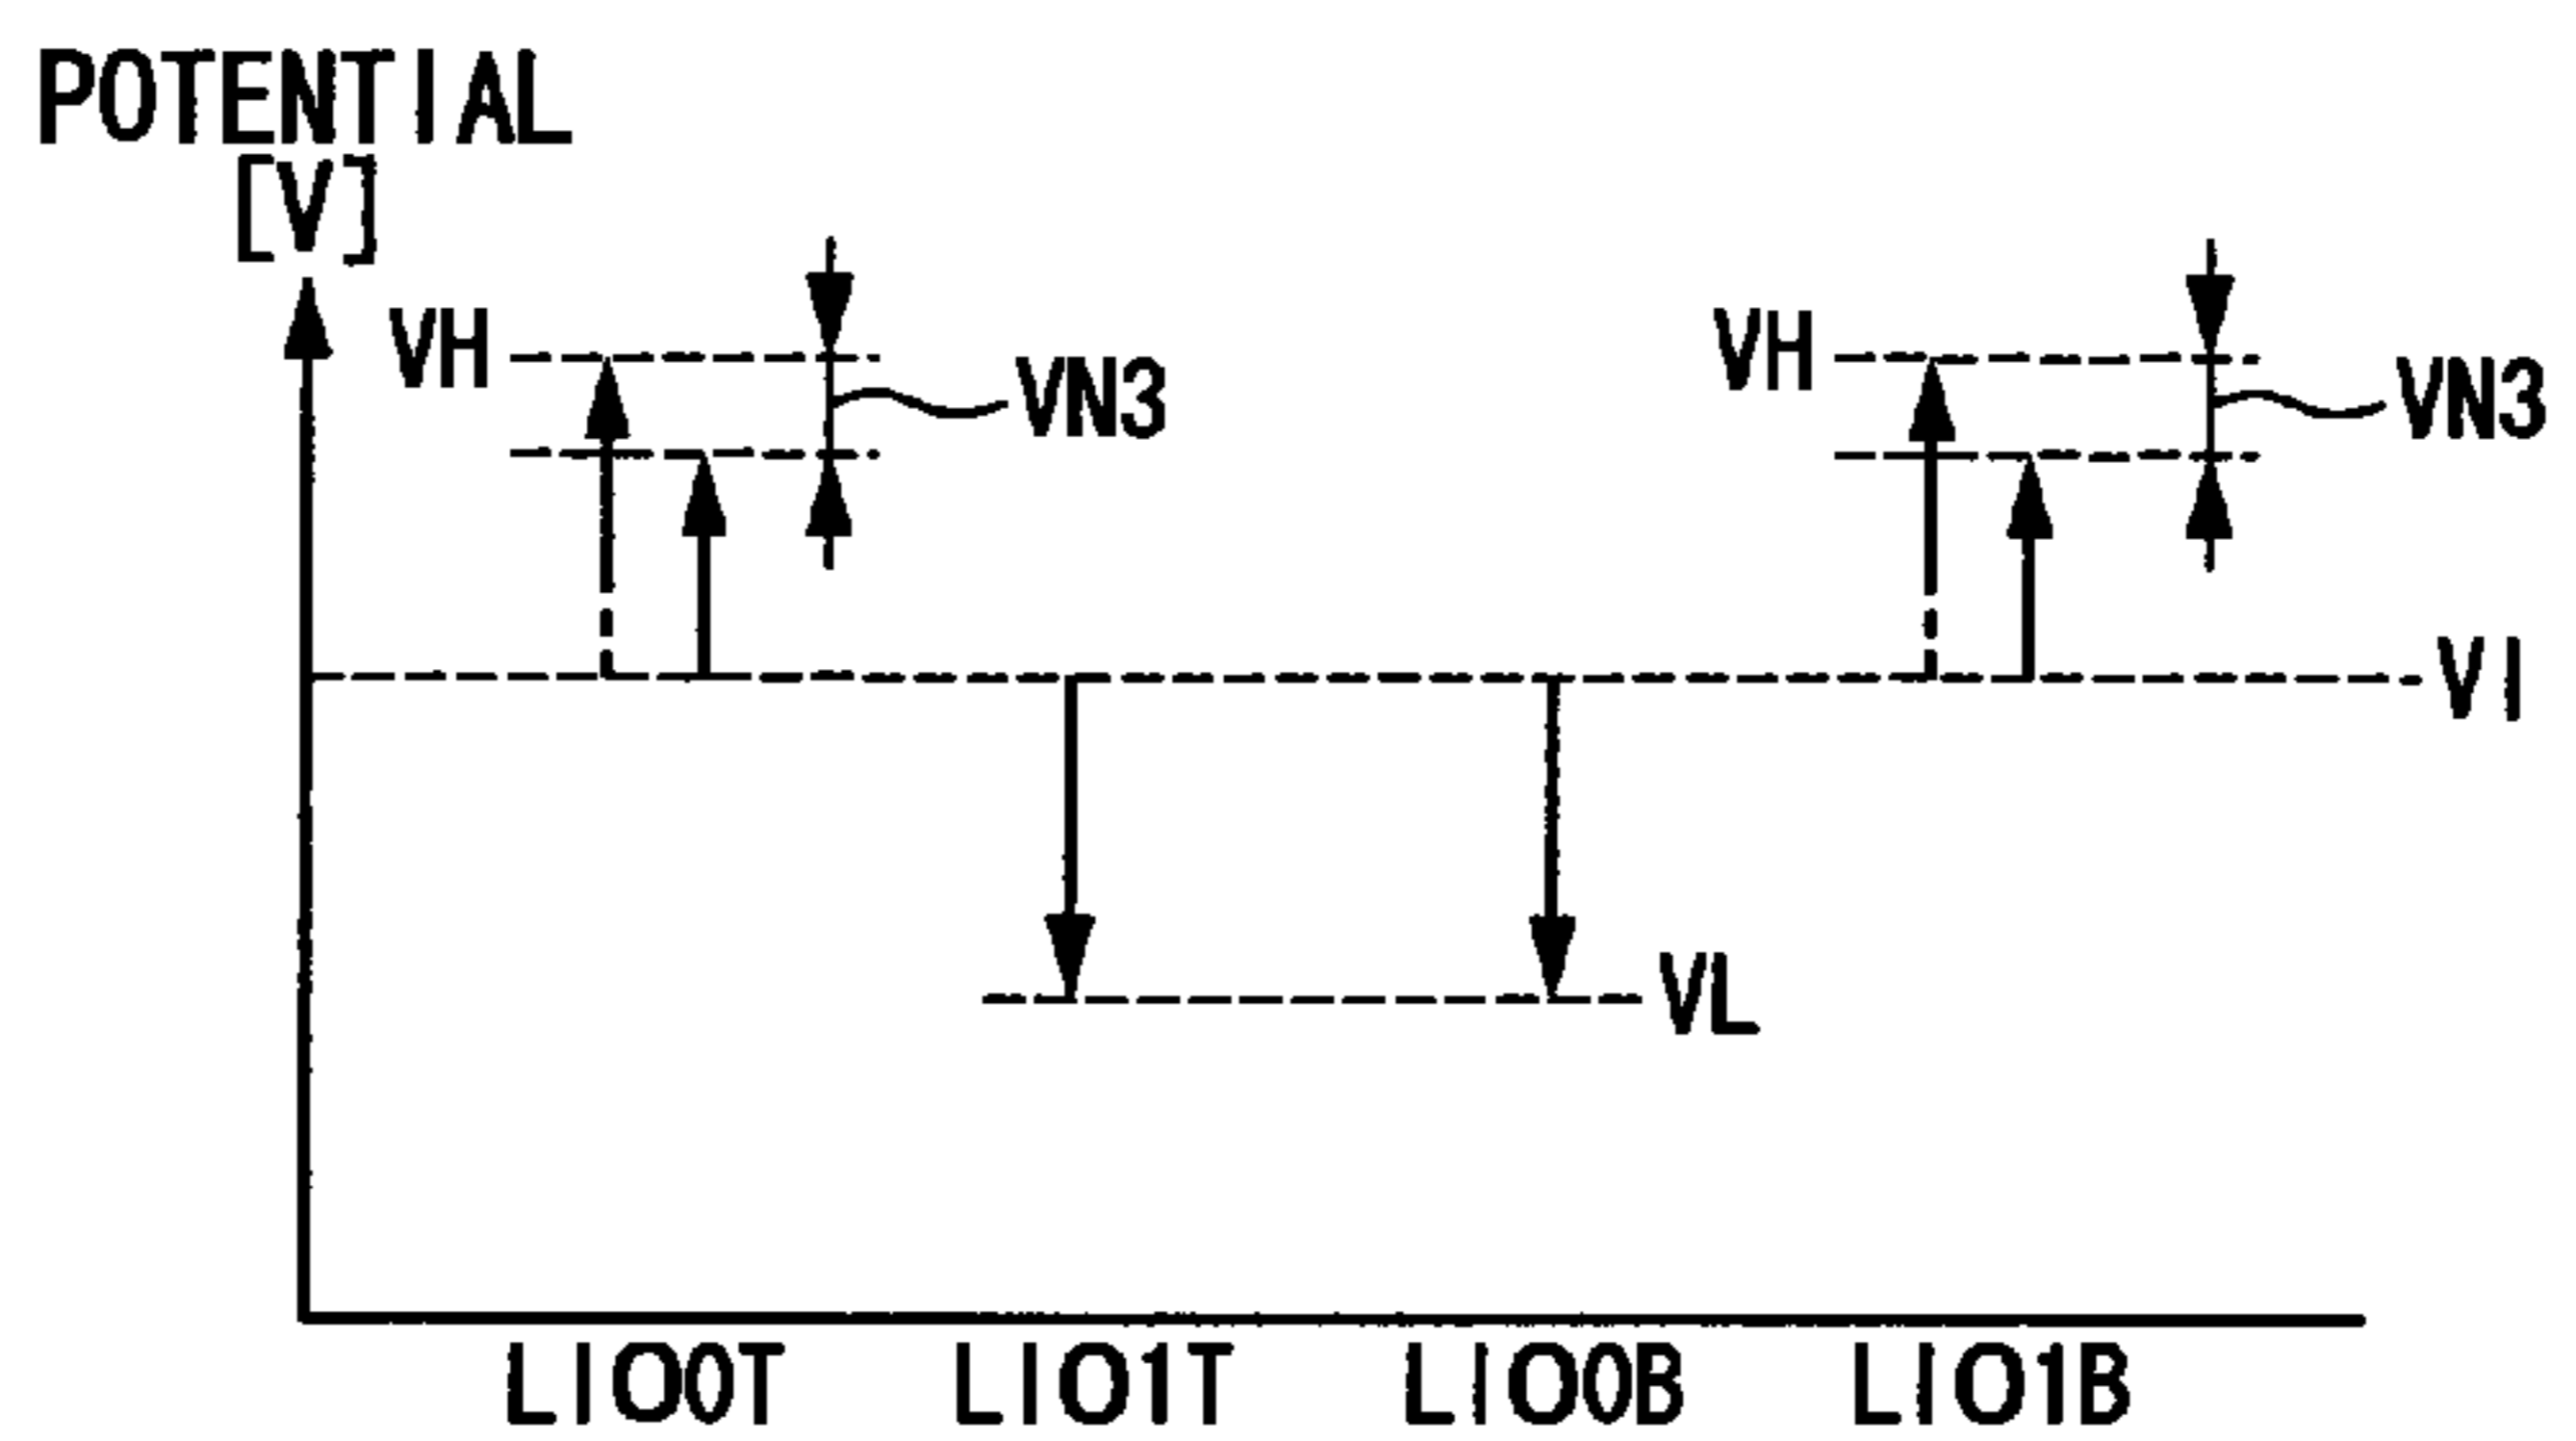 POTENTIAL
[V]
VH
VN3
VH
VN3
VI
VL
LIO0T LIO1T LIO0B LIO1B